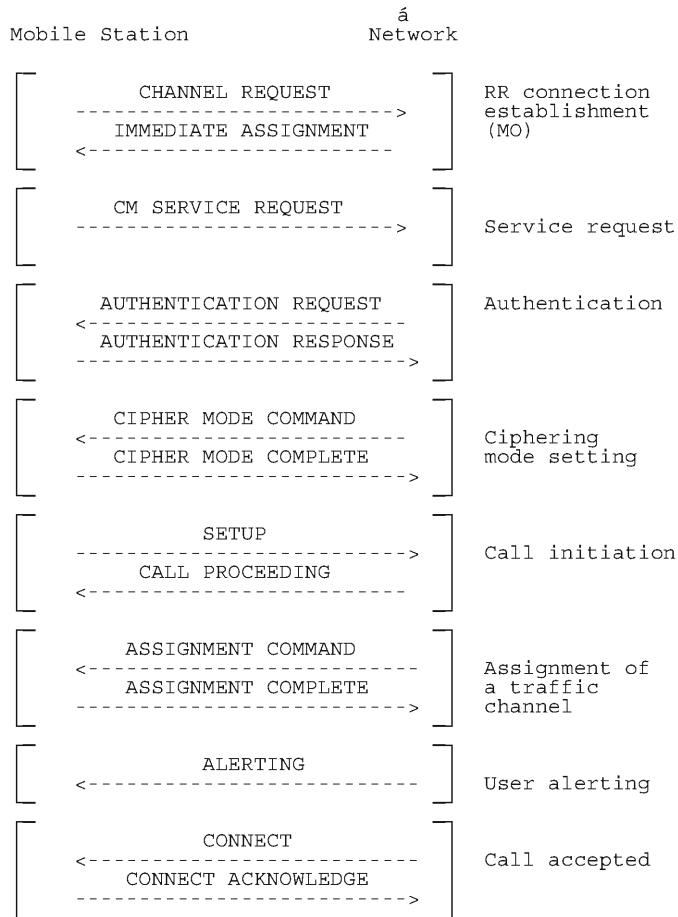 á
Mobile Station Network
CHANNEL REQUEST RR connection
establishment
IMMEDIATE ASSIGNMENT (MO)
CM SERVICE REQUEST
Service request
AUTHENTICATION REQUEST Authentication
AUTHENTICATION RESPONSE
CIPHER MODE COMMAND
Ciphering
CIPHER MODE COMPLETE mode setting
SETUP
Call initiation
CALL PROCEEDING
ASSIGNMENT COMMAND
Assignment of
ASSIGNMENT COMPLETE a traffic
channel
ALERTING
User alerting
CONNECT
Call accepted
CONNECT ACKNOWLEDGE